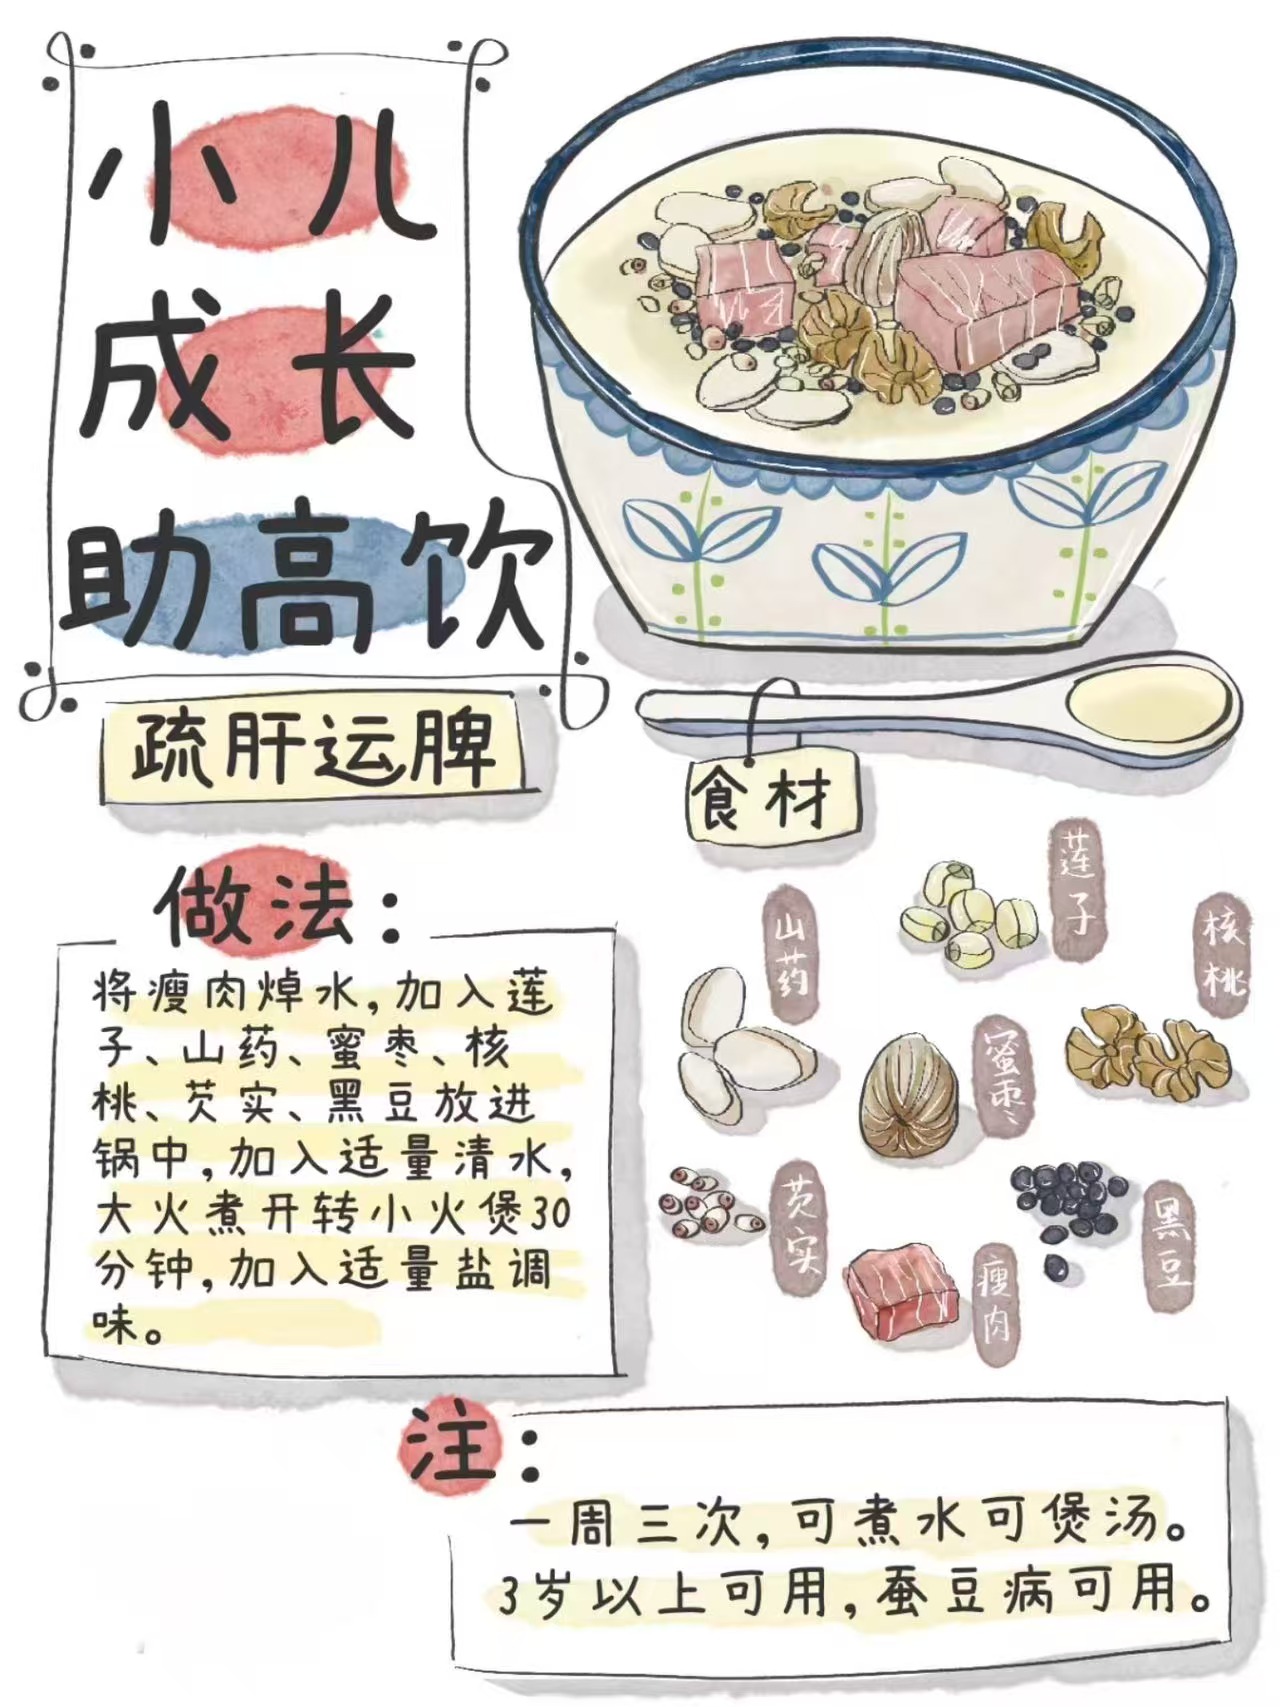 小儿
成长
助高饮
疏肝运脾
食材
莲子
山药
核桃
蜜枣
芡实
黑豆
瘦肉
做法：
将瘦肉焯水，加入莲
子、山药、蜜枣、核
桃、芡实、黑豆放进
锅中，加入适量清水，
大火煮开转小火煲30
分钟，加入适量盐调
味。
注：
一周三次，可煮水可煲汤。
3岁以上可用，蚕豆病可用。